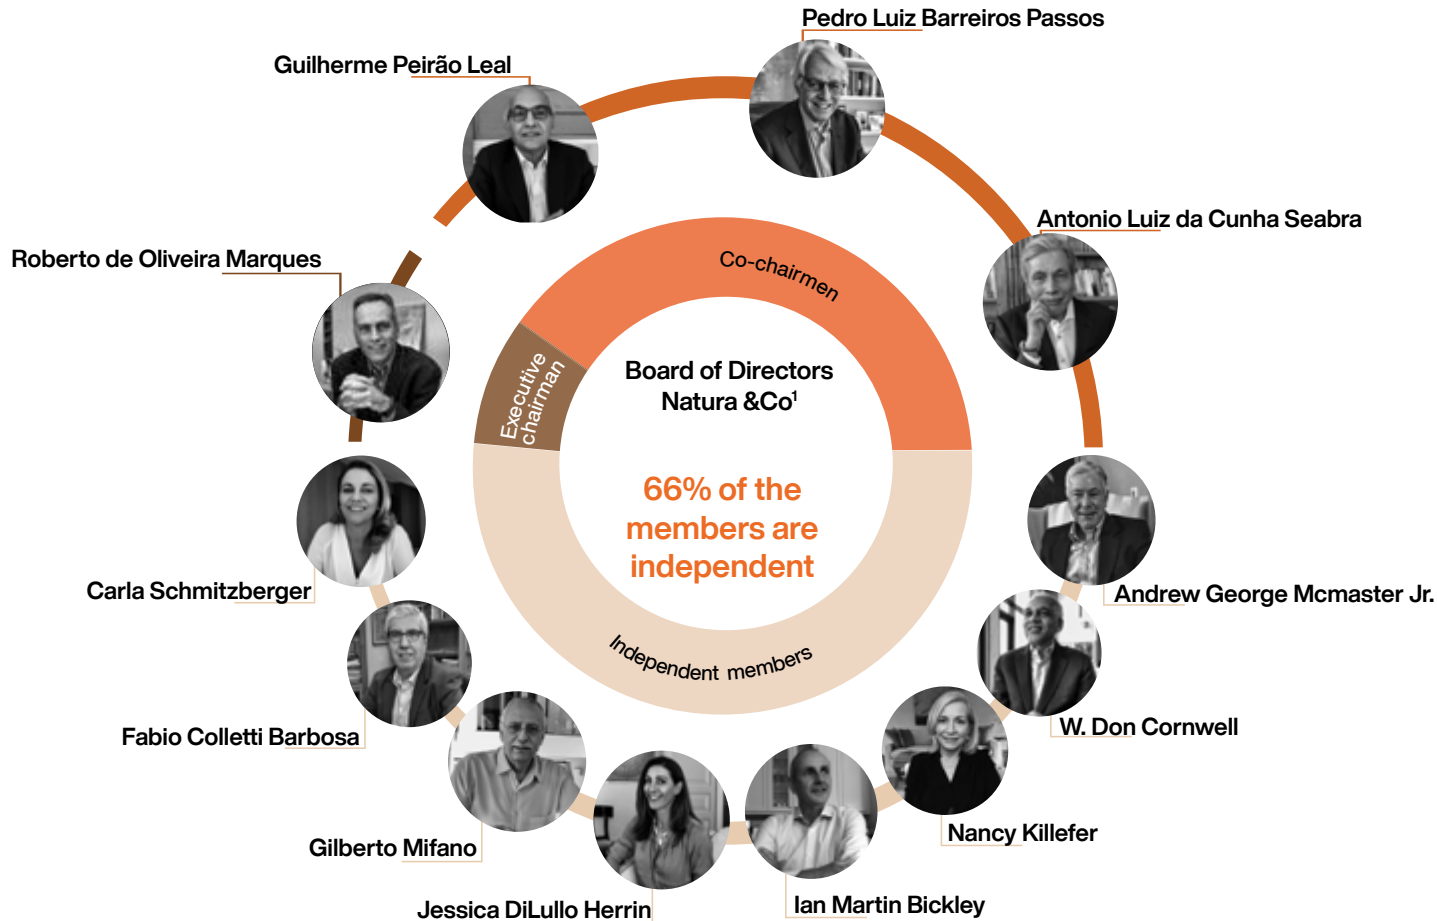 Pedro Luiz Barreiros Passos
Guilherme Peirão Leal
Antonio Luiz da Cunha Seabra
Roberto de Oliveira Marques
Co-chairmen
Executive
chairman
Board of Directors
Natura &Co¹
66% of the
members are
independent
Independent members
Carla Schmitzberger
Andrew George Mcmaster Jr.
Fabio Colletti Barbosa
W. Don Cornwell
Gilberto Mifano
Nancy Killefer
Jessica DiLullo Herrin
Ian Martin Bickley